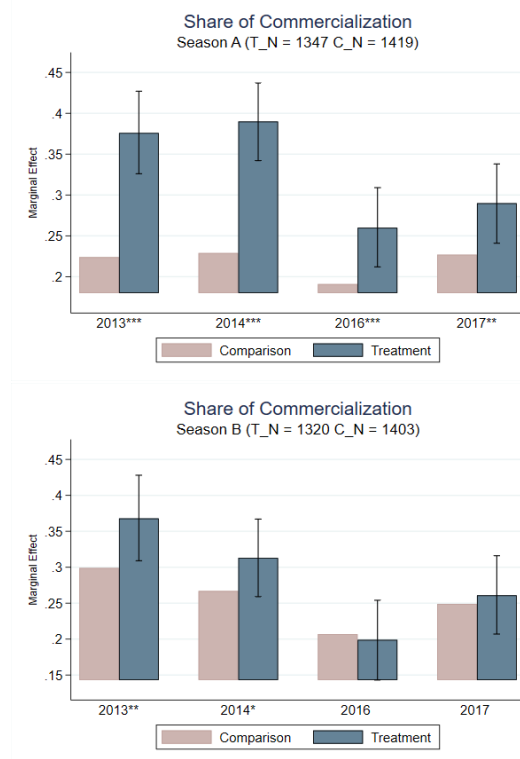 Share of Commercialization
Season A (T_N = 1347 C_N = 1419)
Marginal Effect
.45
.4
.35
.3
.25
.2
2013*** 2014*** 2016*** 2017**
Comparison Treatment
Share of Commercialization
Season B (T_N = 1320 C_N = 1403)
Marginal Effect
.45
.4
.35
.3
.25
.2
.15
2013** 2014* 2016 2017
Comparison Treatment